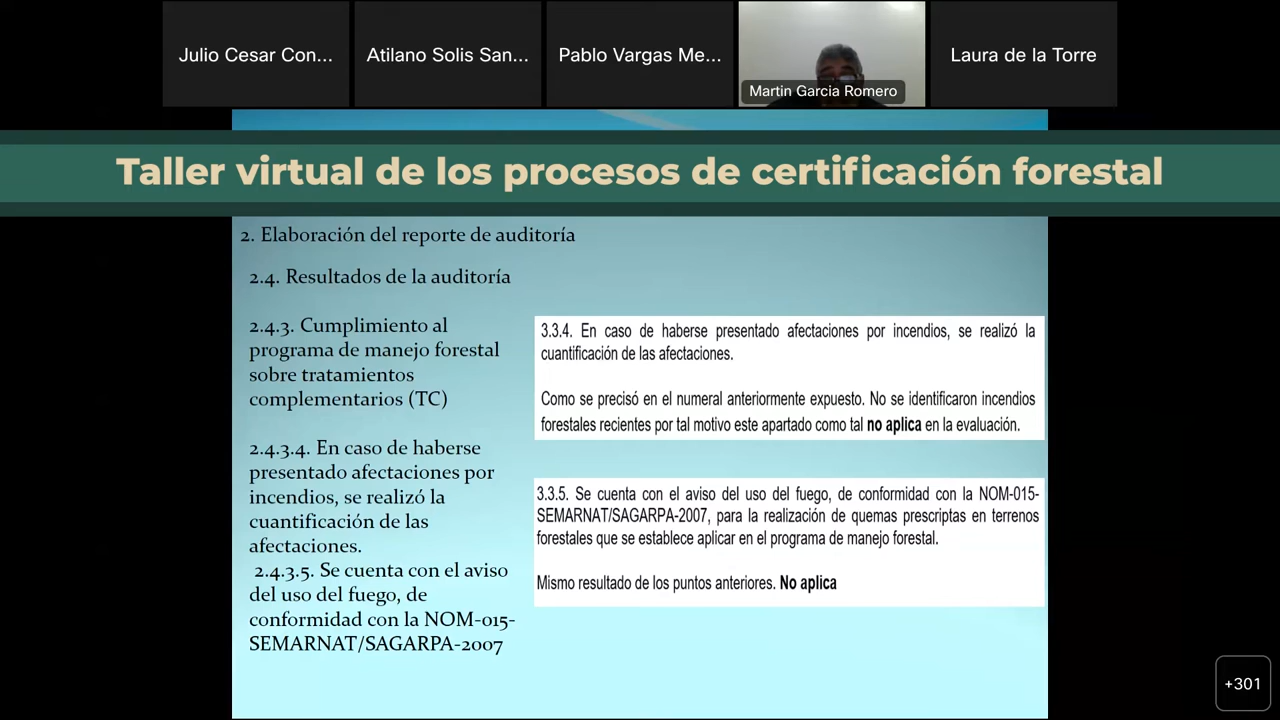 Julio Cesar Con...
Atilano Solis San...
Pablo Vargas Me...
Martin Garcia Romero
Laura de la Torre
Taller virtual de los procesos de certificación forestal
2. Elaboración del reporte de auditoría
2.4. Resultados de la auditoría
2.4.3. Cumplimiento al
programa de manejo forestal
sobre tratamientos
complementarios (TC)
2.4.3.4. En caso de haberse
presentado afectaciones por
incendios, se realizó la
cuantificación de las
afectaciones.
2.4.3.5. Se cuenta con el aviso
del uso del fuego, de
conformidad con la NOM-015-
SEMARNAT/SAGARPA-2007
3.3.4. En caso de haberse presentado afectaciones por incendios, se realizó la
cuantificación de las afectaciones.
Como se precisó en el numeral anteriormente expuesto. No se identificaron incendios
forestales recientes por tal motivo este apartado como tal no aplica en la evaluación.
3.3.5. Se cuenta con el aviso del uso del fuego, de conformidad con la NOM-015-
SEMARNAT/SAGARPA-2007, para la realización de quemas prescriptas en terrenos
forestales que se establece aplicar en el programa de manejo forestal.
Mismo resultado de los puntos anteriores. No aplica
+301